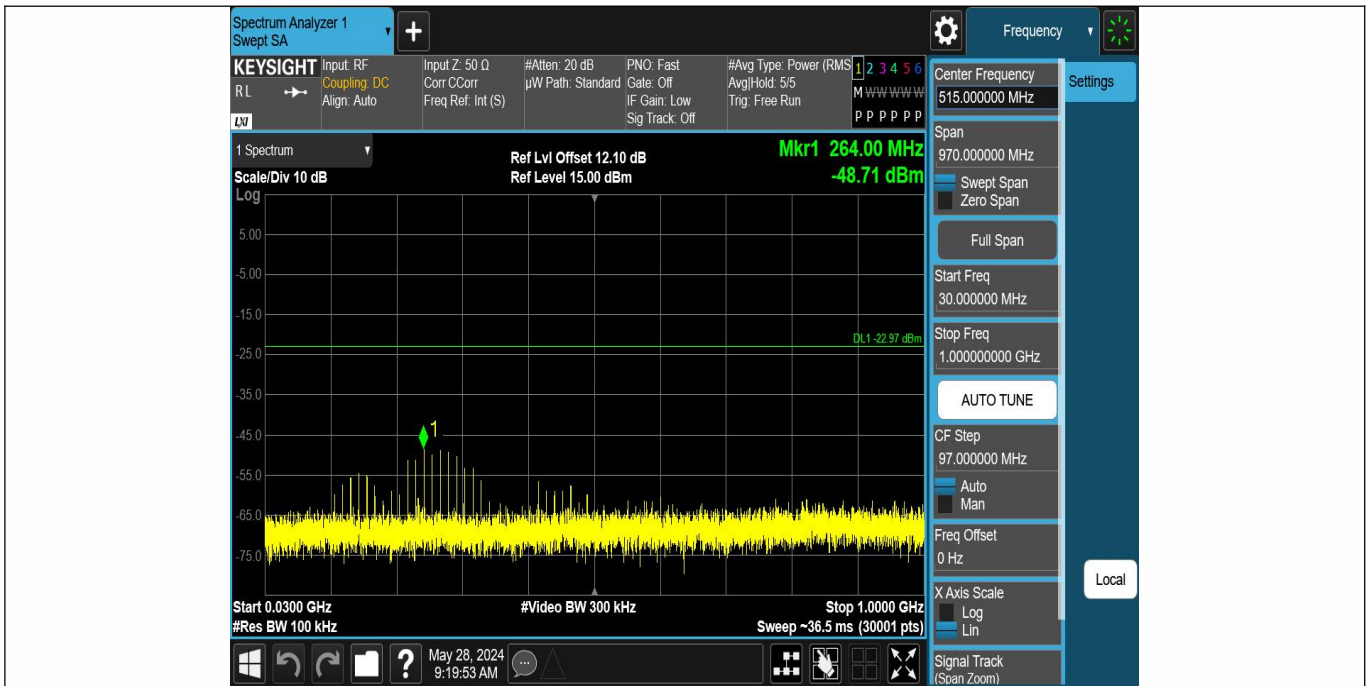 Spectrum Analyzer 1
Swept SA
+
Frequency
KEYSIGHT
RL
LXI
Input: RF
Coupling: DC
Align: Auto
Input Z: 50 Ω
Corr CCorr
Freq Ref: Int (S)
#Atten: 20 dB
µW Path: Standard
PNO: Fast
Gate: Off
IF Gain: Low
Sig Track: Off
#Avg Type: Power (RMS
Avg|Hold: 5/5
Trig: Free Run
1 2 3 4 5 6
M W W W W W
P P P P P P
1 Spectrum
Scale/Div 10 dB
Ref Lvl Offset 12.10 dB
Ref Level 15.00 dBm
Mkr1 264.00 MHz
-48.71 dBm
Log
5.00
-5.00
-15.0
-25.0
-35.0
-45.0
-55.0
-65.0
-75.0
DL1 -22.97 dBm
1
Start 0.0300 GHz
#Res BW 100 kHz
#Video BW 300 kHz
Stop 1.0000 GHz
Sweep ~36.5 ms (30001 pts)
Center Frequency
515.000000 MHz
Settings
Span
970.000000 MHz
Swept Span
Zero Span
Full Span
Start Freq
30.000000 MHz
Stop Freq
1.000000000 GHz
AUTO TUNE
CF Step
97.000000 MHz
Auto
Man
Freq Offset
0 Hz
X Axis Scale
Log
Lin
Signal Track
(Span Zoom)
Local
?
May 28, 2024
9:19:53 AM